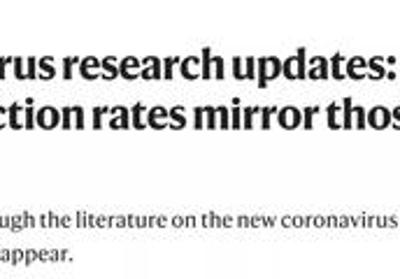 rus research updates:
ction rates mirror thos
ugh the literature on the new coronavirus
appear.